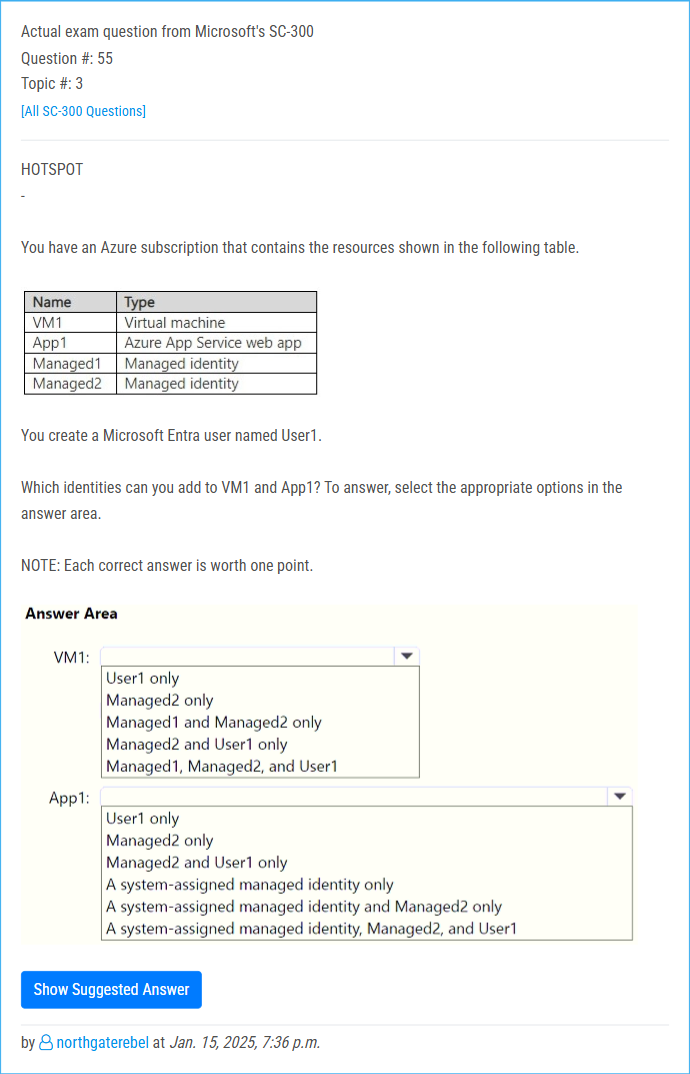 Actual exam question from Microsoft's SC-300
Question #: 55
Topic #: 3
[All SC-300 Questions]
HOTSPOT
-
You have an Azure subscription that contains the resources shown in the following table.
Name Type
VM1 Virtual machine
App1 Azure App Service web app
Managed1 Managed identity
Managed2 Managed identity
You create a Microsoft Entra user named User1.
Which identities can you add to VM1 and App1? To answer, select the appropriate options in the
answer area.
NOTE: Each correct answer is worth one point.
Answer Area
VM1:
User1 only
Managed2 only
Managed1 and Managed2 only
Managed2 and User1 only
Managed1, Managed2, and User1
App1:
User1 only
Managed2 only
Managed2 and User1 only
A system-assigned managed identity only
A system-assigned managed identity and Managed2 only
A system-assigned managed identity, Managed2, and User1
Show Suggested Answer
by northgaterebel at Jan. 15, 2025, 7:36 p.m.